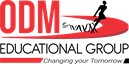 ODM
EDUCATIONAL GROUP
Changing your Tomorrow